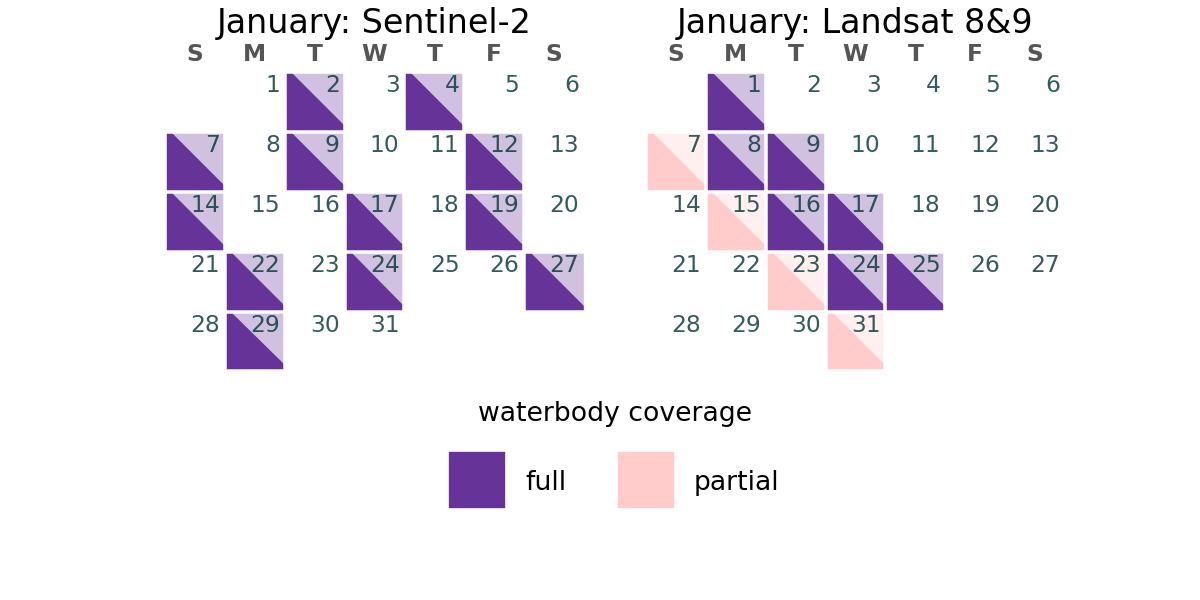 January: Sentinel-2
S M T W T F S
1 2 3 4 5 6
7 8 9 10 11 12 13
14 15 16 17 18 19 20
21 22 23 24 25 26 27
28 29 30 31
January: Landsat 8&9
S M T W T F S
1 2 3 4 5 6
7 8 9 10 11 12 13
14 15 16 17 18 19 20
21 22 23 24 25 26 27
28 29 30 31
waterbody coverage
full partial